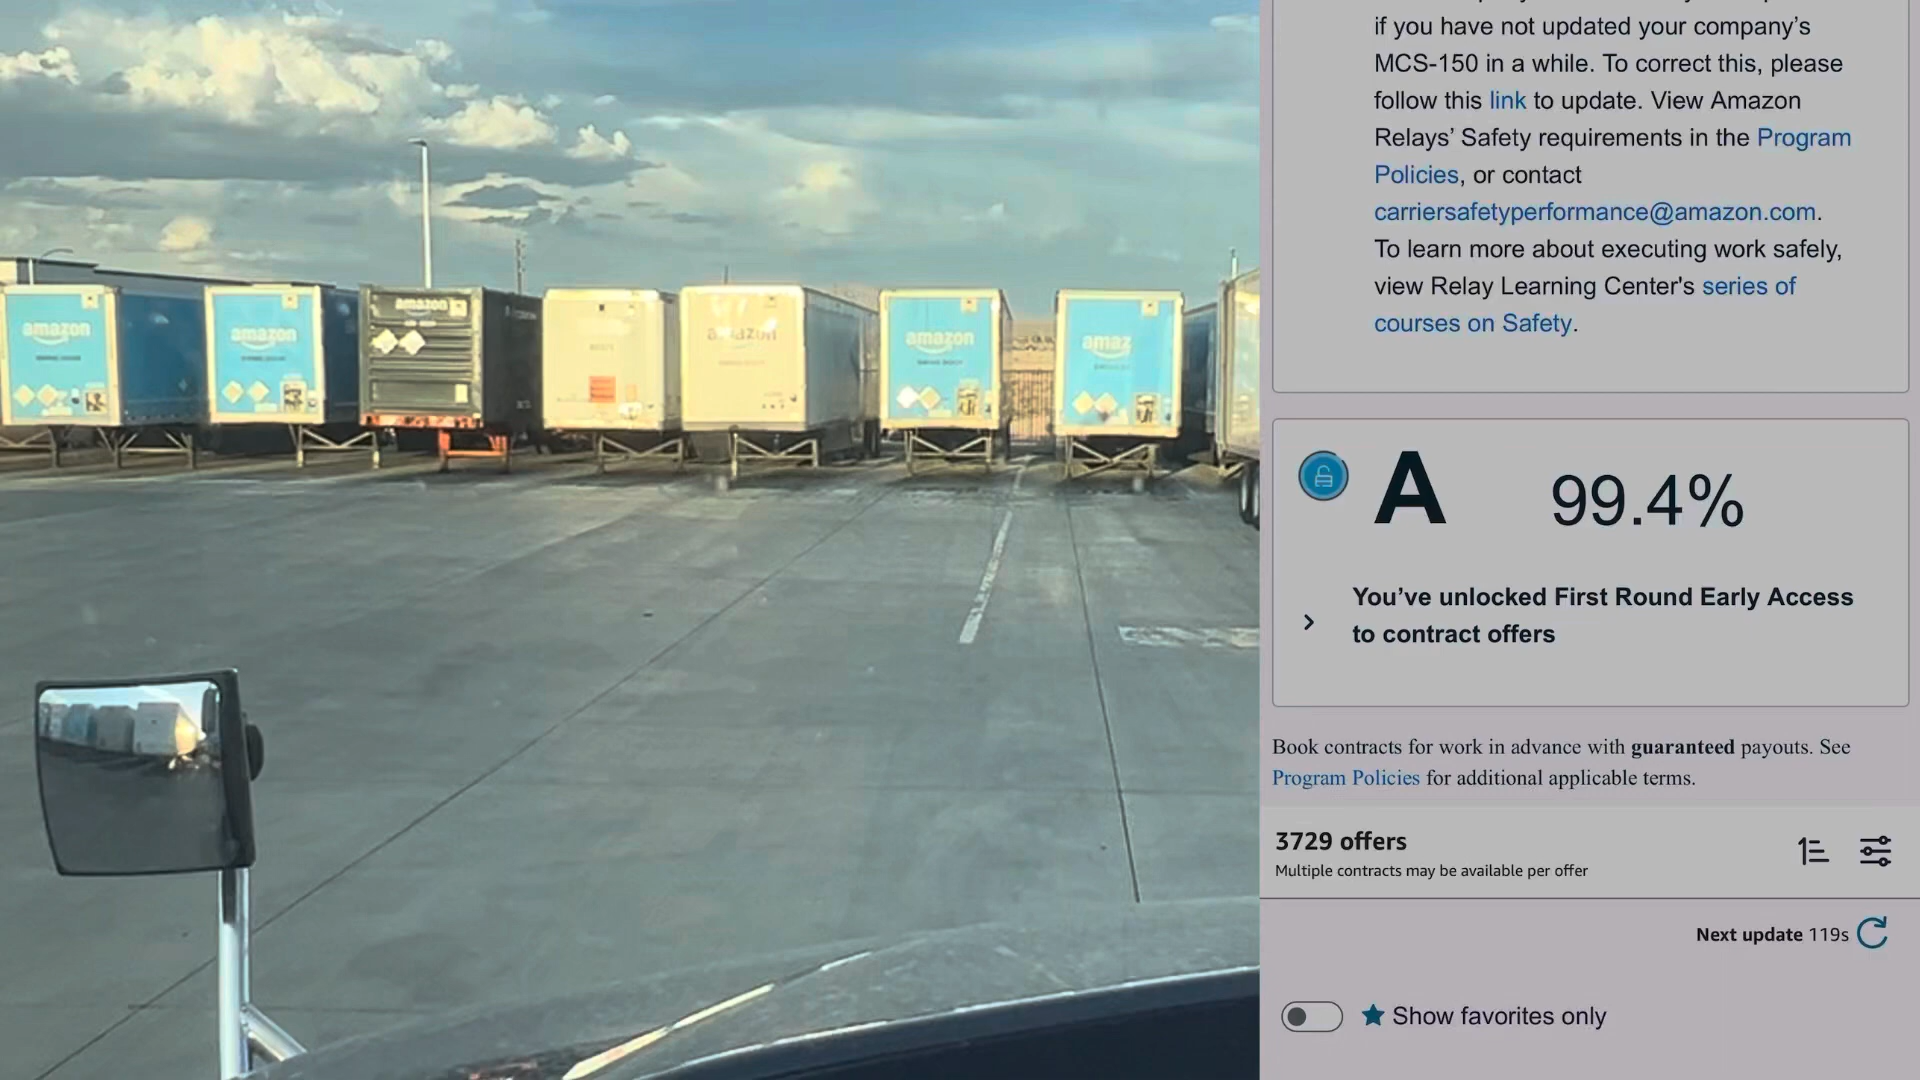 amazon
amazon
amazon
amazon
amazon
amaz
if you have not updated your company's
MCS-150 in a while. To correct this, please
follow this link to update. View Amazon
Relays' Safety requirements in the Program
Policies, or contact
carriersafetyperformance@amazon.com.
To learn more about executing work safely,
view Relay Learning Center's series of
courses on Safety.
A 99.4%
You've unlocked First Round Early Access
to contract offers
Book contracts for work in advance with guaranteed payouts. See
Program Policies for additional applicable terms.
3729 offers
Multiple contracts may be available per offer
Next update 119s
Show favorites only